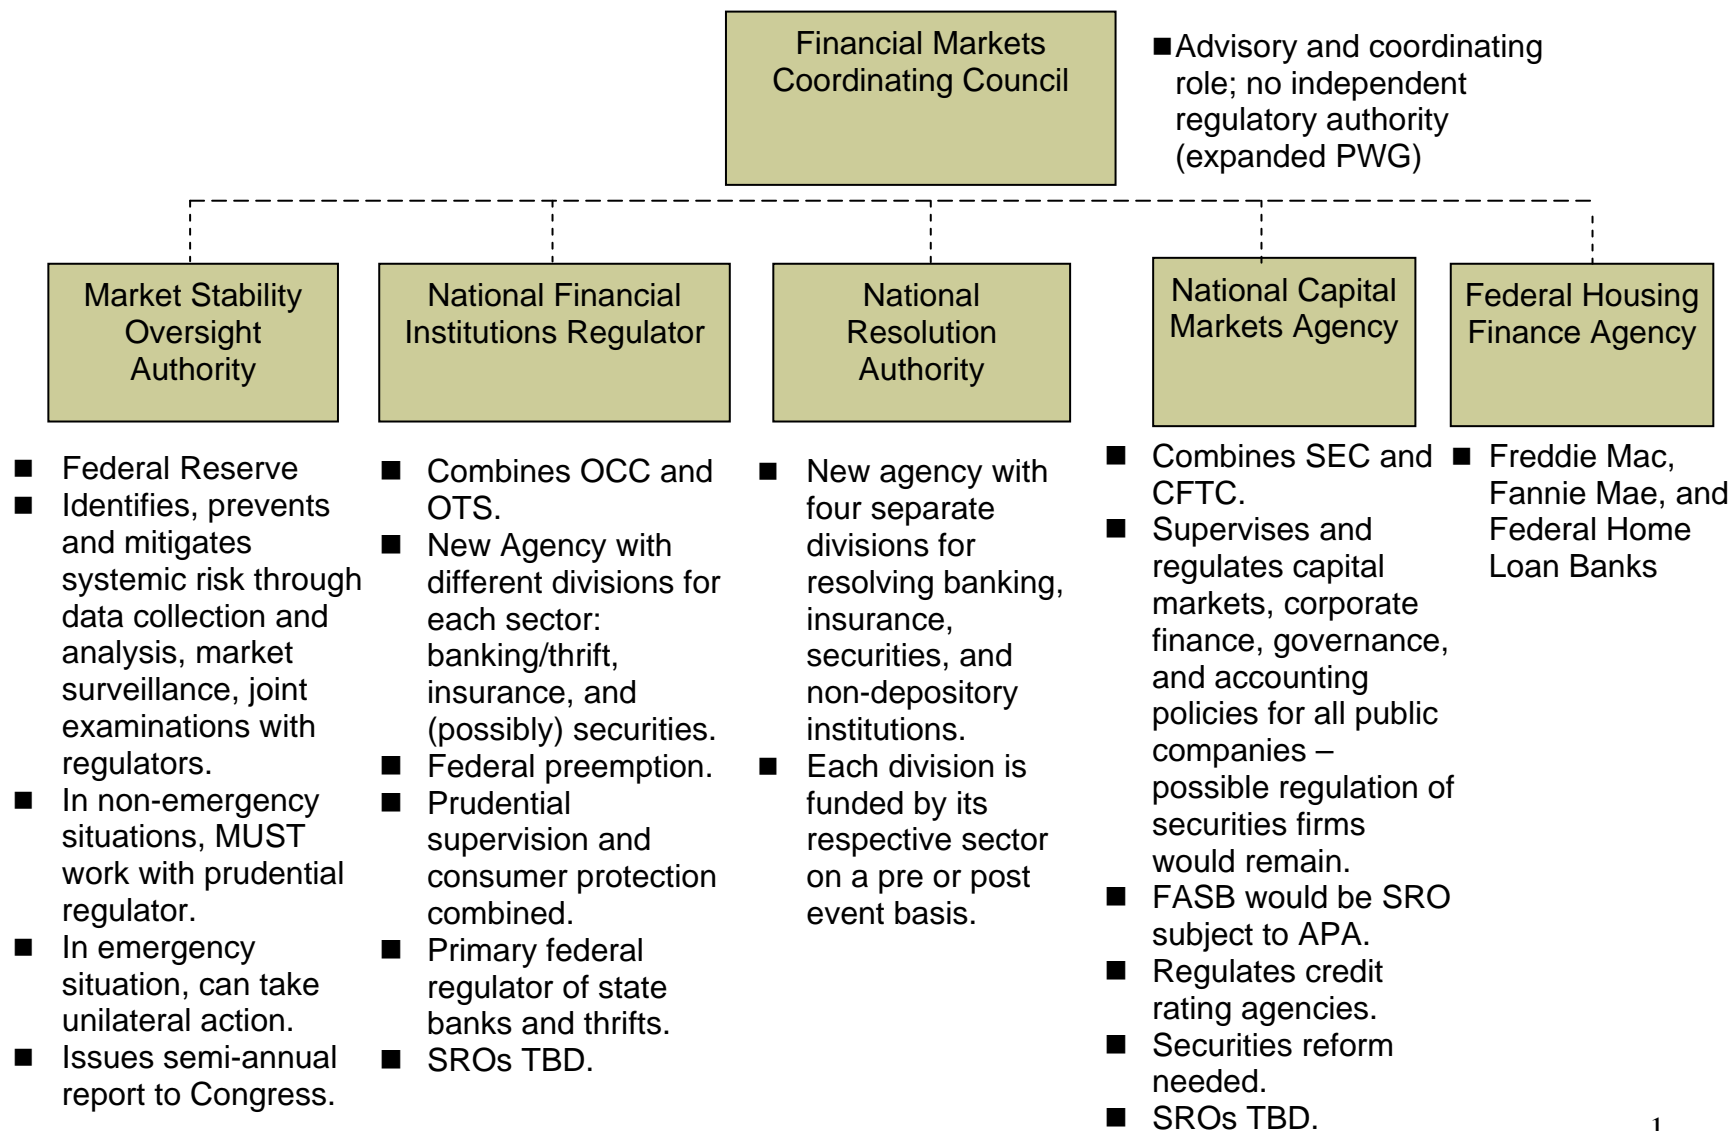 Financial Markets
Coordinating Council
■Advisory and coordinating
role; no independent
regulatory authority
(expanded PWG)
Market Stability
Oversight
Authority
National Financial
Institutions Regulator
National
Resolution
Authority
National Capital
Markets Agency
Federal Housing
Finance Agency
■ Federal Reserve
■ Identifies, prevents
and mitigates
systemic risk through
data collection and
analysis, market
surveillance, joint
examinations with
regulators.
■ In non-emergency
situations, MUST
work with prudential
regulator.
■ In emergency
situation, can take
unilateral action.
■ Issues semi-annual
report to Congress.
■ Combines OCC and
OTS.
■ New Agency with
different divisions for
each sector:
banking/thrift,
insurance, and
(possibly) securities.
■ Federal preemption.
■ Prudential
supervision and
consumer protection
combined.
■ Primary federal
regulator of state
banks and thrifts.
■ SROs TBD.
■ New agency with
four separate
divisions for
resolving banking,
insurance,
securities, and
non-depository
institutions.
■ Each division is
funded by its
respective sector
on a pre or post
event basis.
■ Combines SEC and
CFTC.
■ Supervises and
regulates capital
markets, corporate
finance, governance,
and accounting
policies for all public
companies –
possible regulation of
securities firms
would remain.
■ FASB would be SRO
subject to APA.
■ Regulates credit
rating agencies.
■ Securities reform
needed.
■ SROs TBD.
■ Freddie Mac,
Fannie Mae, and
Federal Home
Loan Banks
1